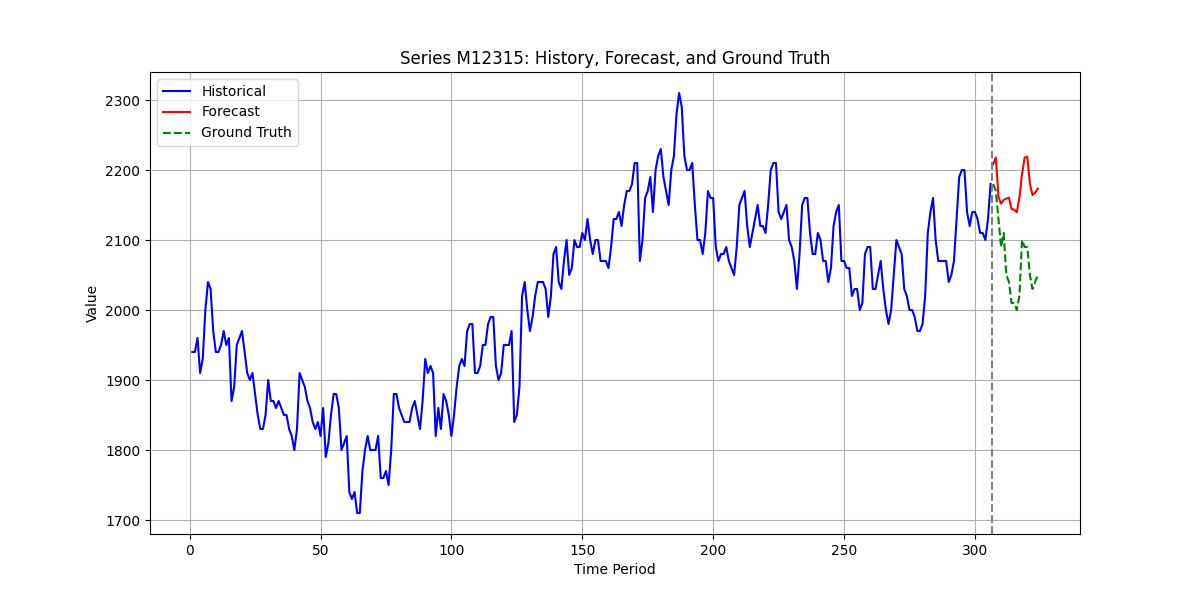 Series M12315: History, Forecast, and Ground Truth
Historical
Forecast
Ground Truth
2300
2200
2100
2000
1900
1800
1700
Value
0 50 100 150 200 250 300
Time Period